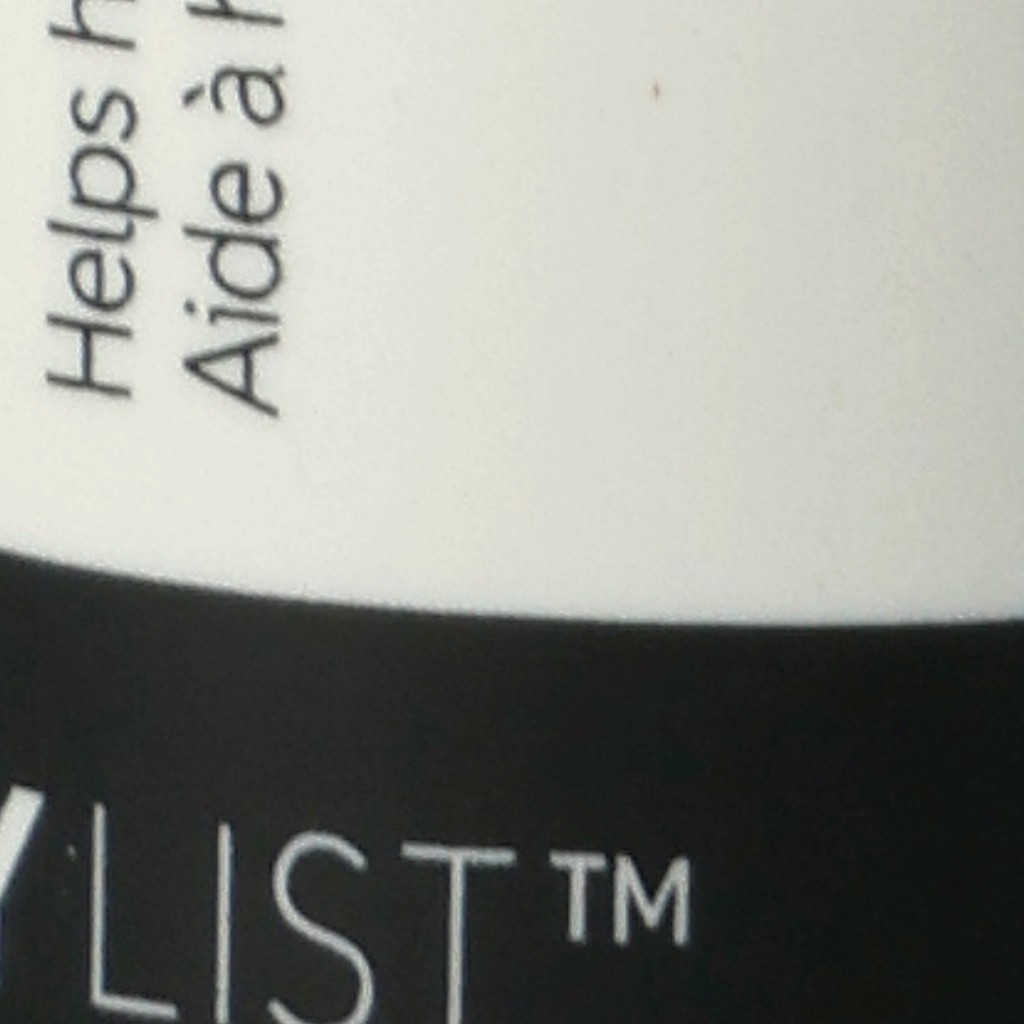 Helps
Aide à
LIST™